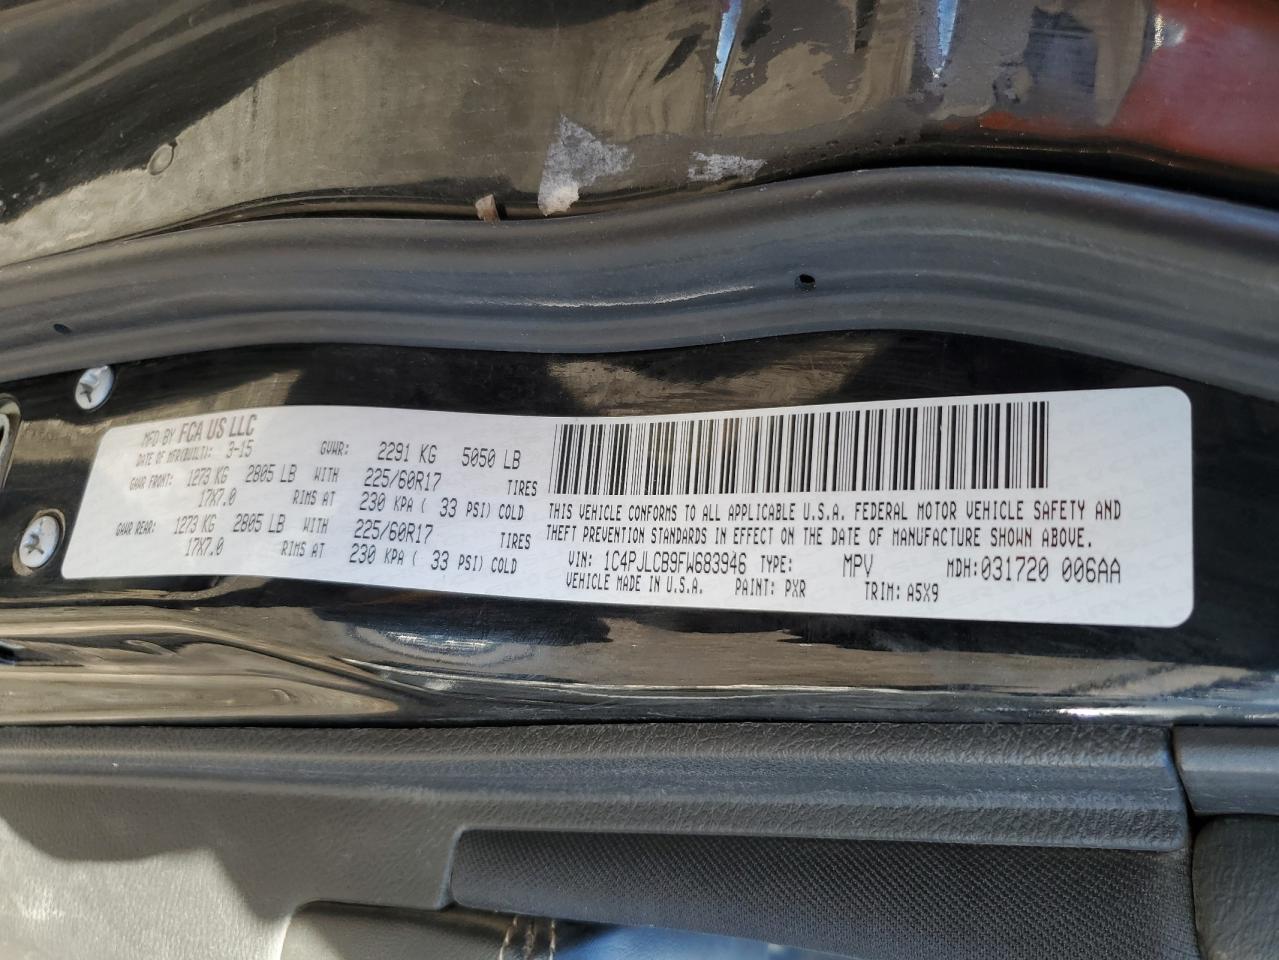 MFD BY FCA US LLC
DATE OF MFR(BUILT): 3-15 GVWR: 2291 KG 5050 LB
GAWR FRONT: 1273 KG 2805 LB WITH 225/60R17 TIRES
17X7.0 RIMS AT 230 KPA ( 33 PSI) COLD
GAWR REAR: 1273 KG 2805 LB WITH 225/60R17 TIRES
17X7.0 RIMS AT 230 KPA ( 33 PSI) COLD
THIS VEHICLE CONFORMS TO ALL APPLICABLE U.S.A. FEDERAL MOTOR VEHICLE SAFETY AND
THEFT PREVENTION STANDARDS IN EFFECT ON THE DATE OF MANUFACTURE SHOWN ABOVE.
VIN: 1C4PJLCB9FW683946 TYPE: MPV MDH:031720 006AA
VEHICLE MADE IN U.S.A. PAINT: PXR TRIM: A5X9